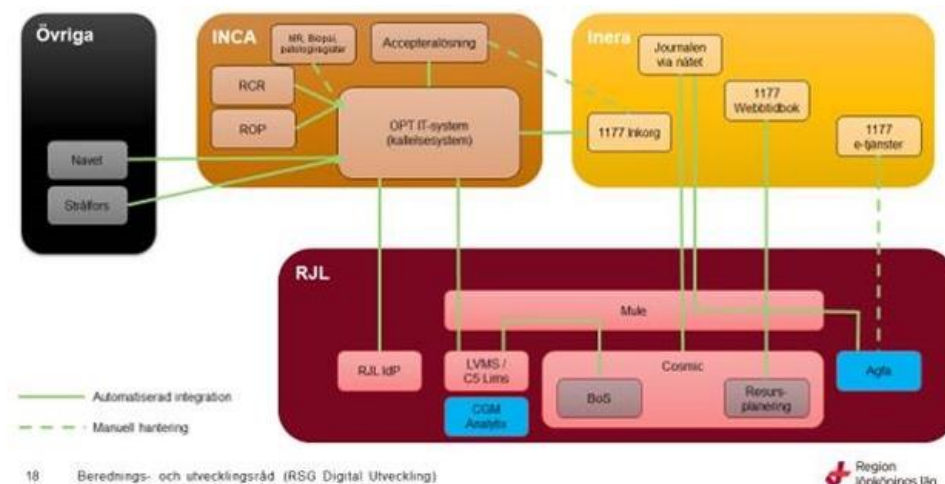 Övriga
Navet
Strålfors
INCA
MR, Biopsi,
patologiregister
Accepteralösning
RCR
ROP
OPT IT-system
(kallelsesystem)
Inera
Journalen
via nätet
1177
Webbtidbok
1177 Inkorg
1177
e-tjänster
RJL
Mule
RJL IdP
LVMS /
C5 Lims
CGM
Analytix
Cosmic
BoS
Resurs-
planering
Agfa
Automatiserad integration
Manuell hantering
18 Berednings- och utvecklingsråd (RSG Digital Utveckling)
Region
Jönköpings län